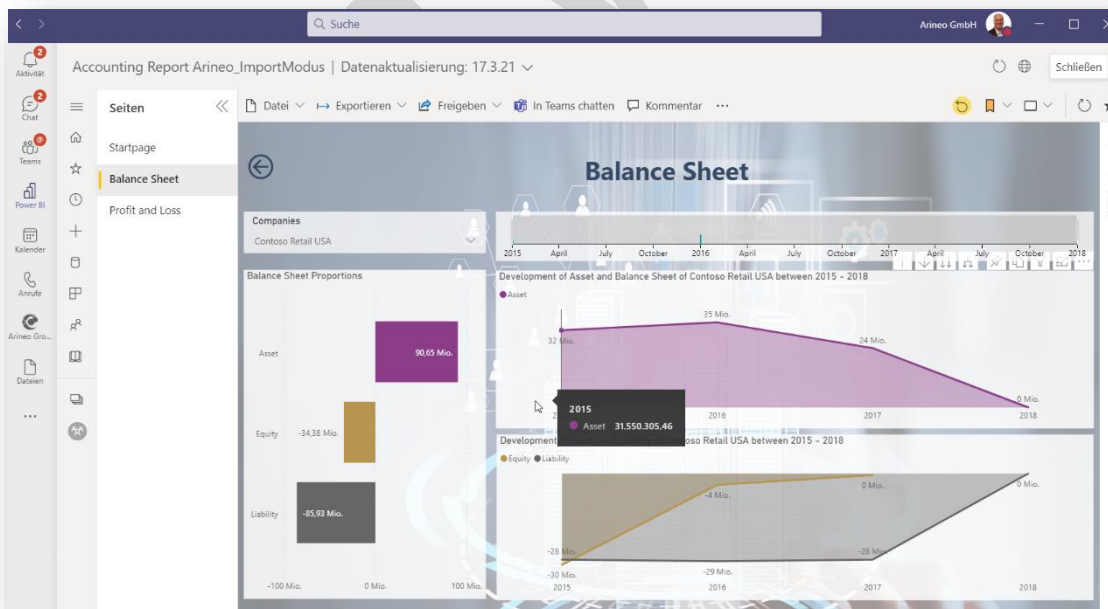 Suche
Arineo GmbH
2
Aktivität
Accounting Report Arineo_ImportModus | Datenaktualisierung: 17.3.21
Schließen
2
Chat
Teams
Power BI
Kalender
Anrufe
Arineo Gro...
Dateien
...
Seiten
Startpage
Balance Sheet
Profit and Loss
Datei
Exportieren
Freigeben
In Teams chatten
Kommentar
...
Balance Sheet
Companies
Contoso Retail USA
2015 April July October 2016 April July October 2017 April July October 2018
Balance Sheet Proportions
Asset
90,65 Mio.
Equity
-34,38 Mio.
Liability
-85,93 Mio.
-100 Mio. 0 Mio. 100 Mio.
Development of Asset and Balance Sheet of Contoso Retail USA between 2015 - 2018
Asset
32 Mio.
35 Mio.
24 Mio.
0 Mio.
2016 2017 2018
2015
Asset 31.550.305,46
Development
Retail USA between 2015 - 2018
Equity Liability
-4 Mio.
0 Mio.
0 Mio.
-28 Mio.
-28 Mio.
-30 Mio.
-29 Mio.
2015 2016 2017 2018